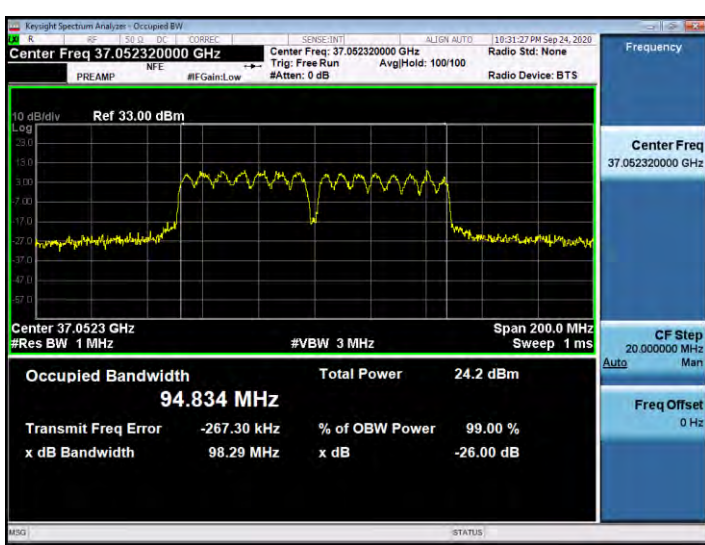 Keysight Spectrum Analyzer - Occupied BW
R RF 50 Ω DC CORREC SENSE:INT ALIGN AUTO 10:31:27 PM Sep 24, 2020
Center Freq 37.052320000 GHz
Center Freq: 37.052320000 GHz Radio Std: None
NFE Trig: Free Run Avg|Hold: 100/100
PREAMP #IFGain:Low #Atten: 0 dB Radio Device: BTS
Frequency
10 dB/div Ref 33.00 dBm
Log
23.0
13.0
3.00
-7.00
-17.0
-27.0
-37.0
-47.0
-57.0
Center 37.0523 GHz Span 200.0 MHz
#Res BW 1 MHz #VBW 3 MHz Sweep 1 ms
Occupied Bandwidth Total Power 24.2 dBm
94.834 MHz
Transmit Freq Error -267.30 kHz % of OBW Power 99.00 %
x dB Bandwidth 98.29 MHz x dB -26.00 dB
Center Freq
37.052320000 GHz
CF Step
20.000000 MHz
Auto Man
Freq Offset
0 Hz
MSG STATUS